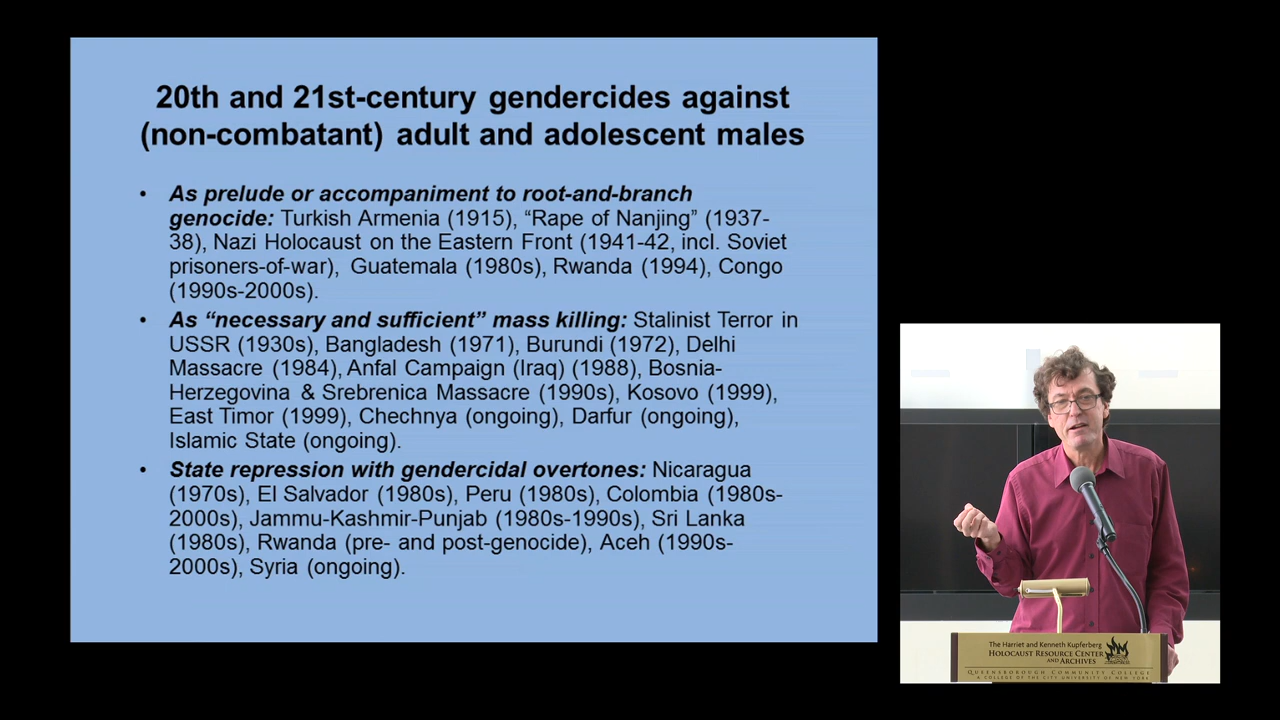 20th and 21st-century gendercides against
(non-combatant) adult and adolescent males
• As prelude or accompaniment to root-and-branch
genocide: Turkish Armenia (1915), “Rape of Nanjing” (1937-
38), Nazi Holocaust on the Eastern Front (1941-42, incl. Soviet
prisoners-of-war), Guatemala (1980s), Rwanda (1994), Congo
(1990s-2000s).
• As “necessary and sufficient” mass killing: Stalinist Terror in
USSR (1930s), Bangladesh (1971), Burundi (1972), Delhi
Massacre (1984), Anfal Campaign (Iraq) (1988), Bosnia-
Herzegovina & Srebrenica Massacre (1990s), Kosovo (1999),
East Timor (1999), Chechnya (ongoing), Darfur (ongoing),
Islamic State (ongoing).
• State repression with gendercidal overtones: Nicaragua
(1970s), El Salvador (1980s), Peru (1980s), Colombia (1980s-
2000s), Jammu-Kashmir-Punjab (1980s-1990s), Sri Lanka
(1980s), Rwanda (pre- and post-genocide), Aceh (1990s-
2000s), Syria (ongoing).
The Harriet and Kenneth Kupferberg
HOLOCAUST RESOURCE CENTER
AND ARCHIVES
QUEENSBOROUGH COMMUNITY COLLEGE
A COLLEGE OF THE CITY UNIVERSITY OF NEW YORK